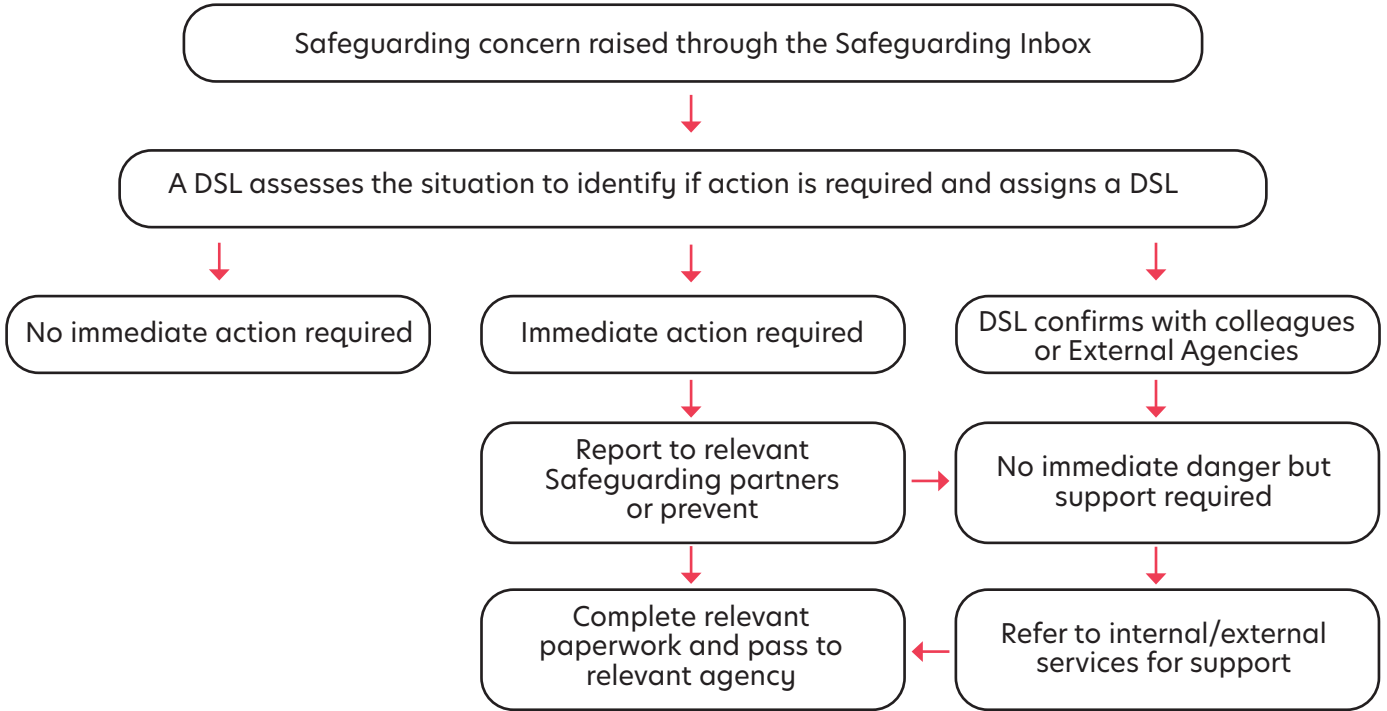 Safeguarding concern raised through the Safeguarding Inbox
A DSL assesses the situation to identify if action is required and assigns a DSL
No immediate action required
Immediate action required
DSL confirms with colleagues
or External Agencies
Report to relevant
Safeguarding partners
or prevent
No immediate danger but
support required
Complete relevant
paperwork and pass to
relevant agency
Refer to internal/external
services for support